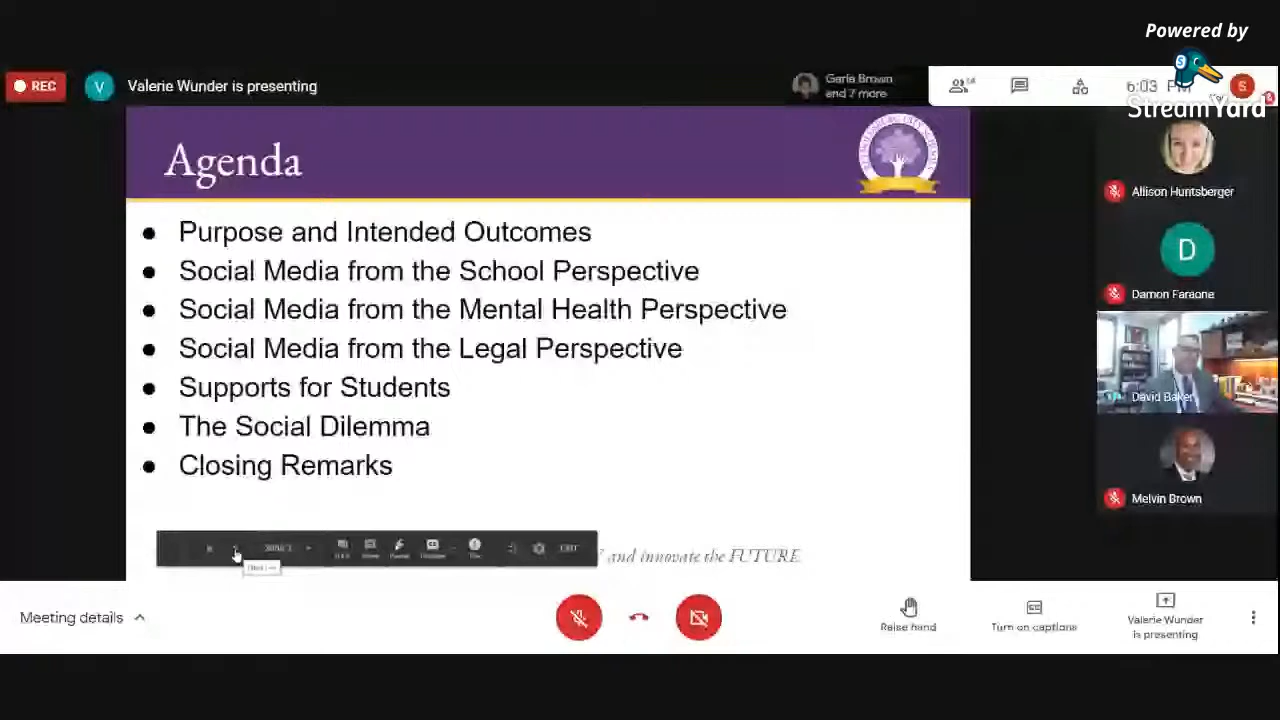 Powered by
StreamYard
REC
V
Valerie Wunder is presenting
Garla Brown
and 7 more
14
6:03 PM
S
Agenda
Purpose and Intended Outcomes
Social Media from the School Perspective
Social Media from the Mental Health Perspective
Social Media from the Legal Perspective
Supports for Students
The Social Dilemma
Closing Remarks
and innovate the FUTURE.
Allison Huntsberger
D
Damon Faraone
David Baker
Melvin Brown
Meeting details
Raise hand
Turn on captions
Valerie Wunder
is presenting